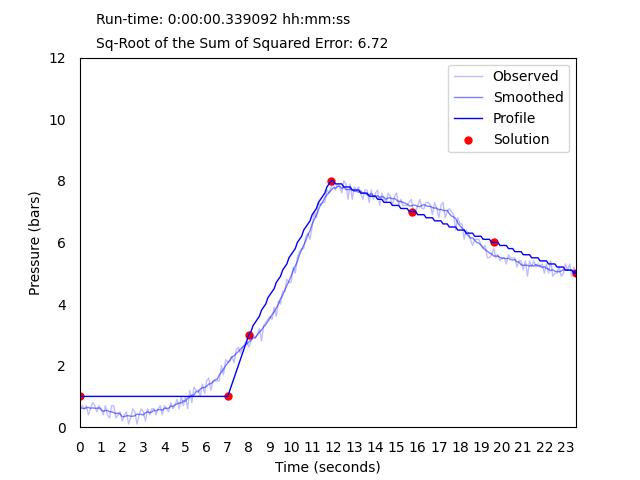 Run-time: 0:00:00.339092 hh:mm:ss
Sq-Root of the Sum of Squared Error: 6.72
12
10
8
6
4
2
0
Pressure (bars)
Observed
Smoothed
Profile
Solution
0 1 2 3 4 5 6 7 8 9 10 11 12 13 14 15 16 17 18 19 20 21 22 23
Time (seconds)